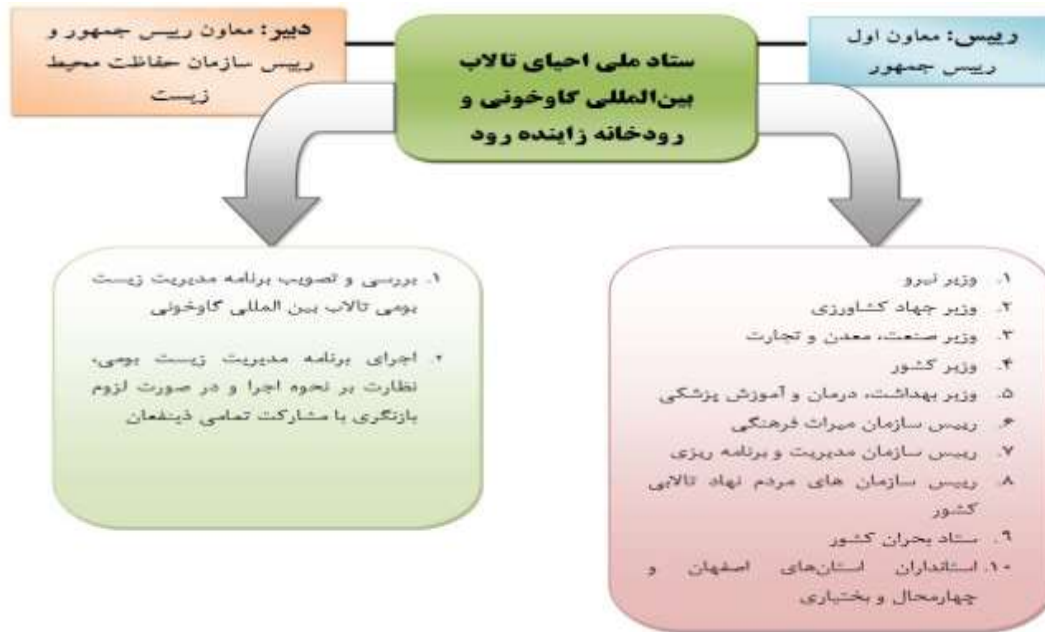 رییس: معاون اول
رییس جمهور
ستاد ملی احیای تالاب
بین‌المللی گاوخونی و
رودخانه زاینده رود
دبیر: معاون رییس جمهور و
رییس سازمان حفاظت محیط
زیست
۱. وزیر نیرو
۲. وزیر جهاد کشاورزی
۳. وزیر صنعت، معدن و تجارت
۴. وزیر کشور
۵. وزیر بهداشت، درمان و آموزش پزشکی
۶. رییس سازمان میراث فرهنگی
۷. رییس سازمان مدیریت و برنامه ریزی
۸. رییس سازمان های مردم نهاد تالابی
کشور
۹. ستاد بحران کشور
۱۰. استانداران استان‌های اصفهان و
چهارمحال و بختیاری
۱. بررسی و تصویب برنامه مدیریت زیست
بومی تالاب بین المللی گاوخونی
۲. اجرای برنامه مدیریت زیست بومی،
نظارت بر نحوه اجرا و در صورت لزوم
بازنگری با مشارکت تمامی ذینفعان